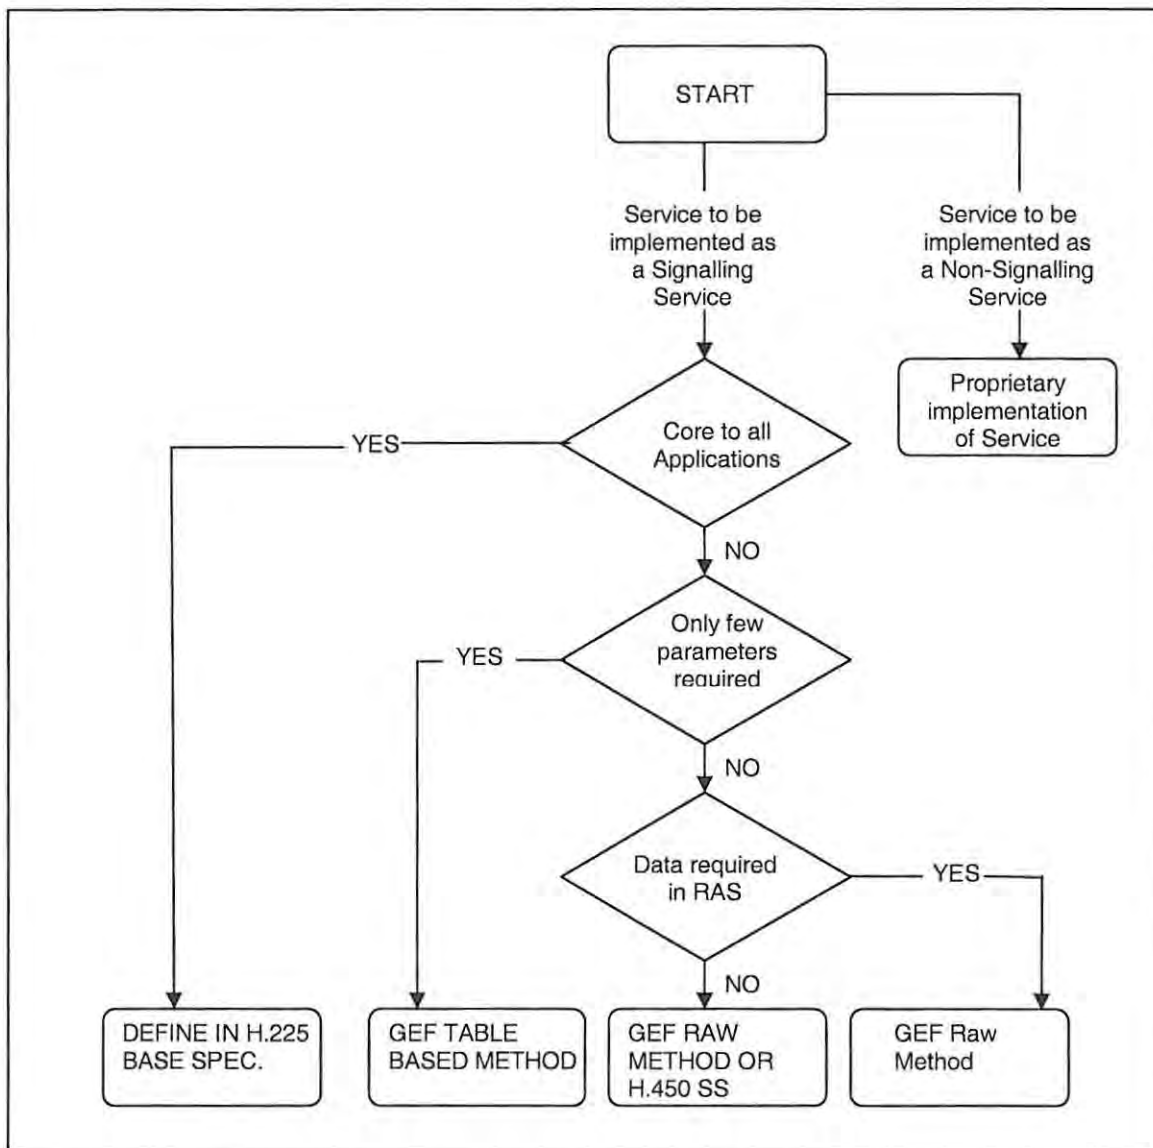 START
Service to be
implemented as
a Signalling
Service
Service to be
implemented as
a Non-Signalling
Service
Proprietary
implementation
of Service
Core to all
Applications
YES
NO
Only few
parameters
required
YES
NO
Data required
in RAS
YES
NO
DEFINE IN H.225
BASE SPEC.
GEF TABLE
BASED METHOD
GEF RAW
METHOD OR
H.450 SS
GEF Raw
Method